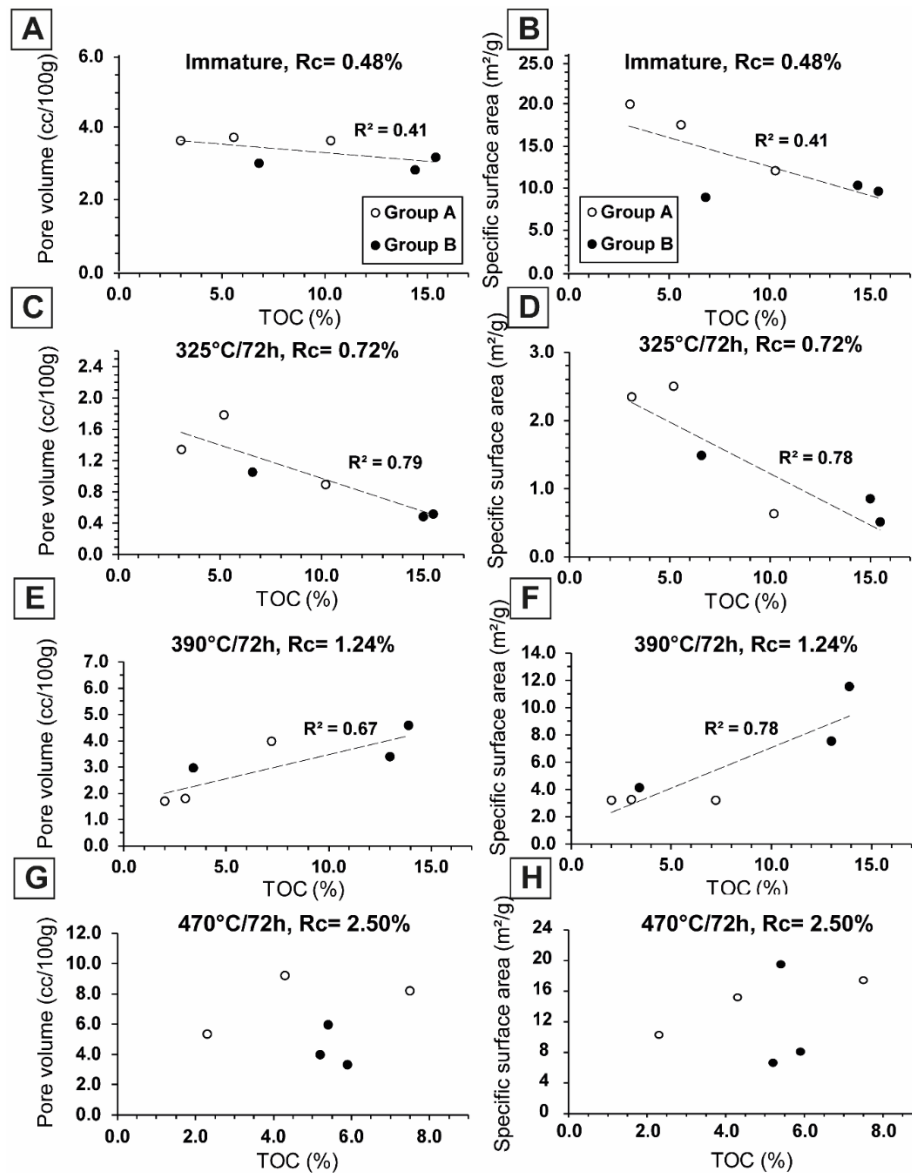 A
Immature, Rc= 0.48%
Pore volume (cc/100g)
6.0
4.0
2.0
0.0
R² = 0.41
Group A
Group B
0.0
5.0
10.0
15.0
TOC (%)
B
Immature, Rc= 0.48%
Specific surface area (m²/g)
25.0
20.0
15.0
10.0
5.0
0.0
R² = 0.41
Group A
Group B
0.0
5.0
10.0
15.0
TOC (%)
C
325°C/72h, Rc= 0.72%
Pore volume (cc/100g)
2.4
2.0
1.6
1.2
0.8
0.4
0.0
R² = 0.79
0.0
5.0
10.0
15.0
TOC (%)
D
325°C/72h, Rc= 0.72%
Specific surface area (m²/g)
3.0
2.0
1.0
0.0
R² = 0.78
0.0
5.0
10.0
15.0
TOC (%)
E
390°C/72h, Rc= 1.24%
Pore volume (cc/100g)
7.0
6.0
5.0
4.0
3.0
2.0
1.0
0.0
R² = 0.67
0.0
5.0
10.0
15.0
TOC (%)
F
390°C/72h, Rc= 1.24%
Specific surface area (m²/g)
14.0
12.0
10.0
8.0
6.0
4.0
2.0
0.0
R² = 0.78
0.0
5.0
10.0
15.0
TOC (%)
G
470°C/72h, Rc= 2.50%
Pore volume (cc/100g)
12.0
10.0
8.0
6.0
4.0
2.0
0.0
0.0
2.0
4.0
6.0
8.0
TOC (%)
H
470°C/72h, Rc= 2.50%
Specific surface area (m²/g)
24
20
16
12
8
4
0
0.0
2.0
4.0
6.0
8.0
TOC (%)